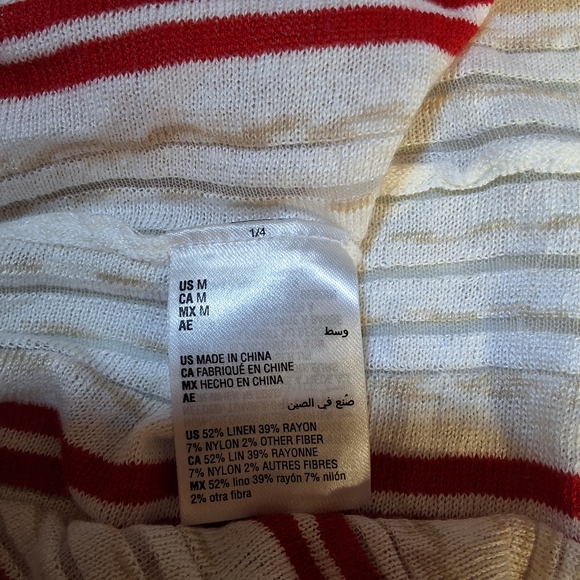 1/4
US M
CA M
MX M
AE
وسط
US MADE IN CHINA
CA FABRIQUÉ EN CHINE
MX HECHO EN CHINA
AE
صُنع في الصين
US 52% LINEN 39% RAYON
7% NYLON 2% OTHER FIBER
CA 52% LIN 39% RAYONNE
7% NYLON 2% AUTRES FIBRES
MX 52% lino 39% rayón 7% nilón
2% otra fibra